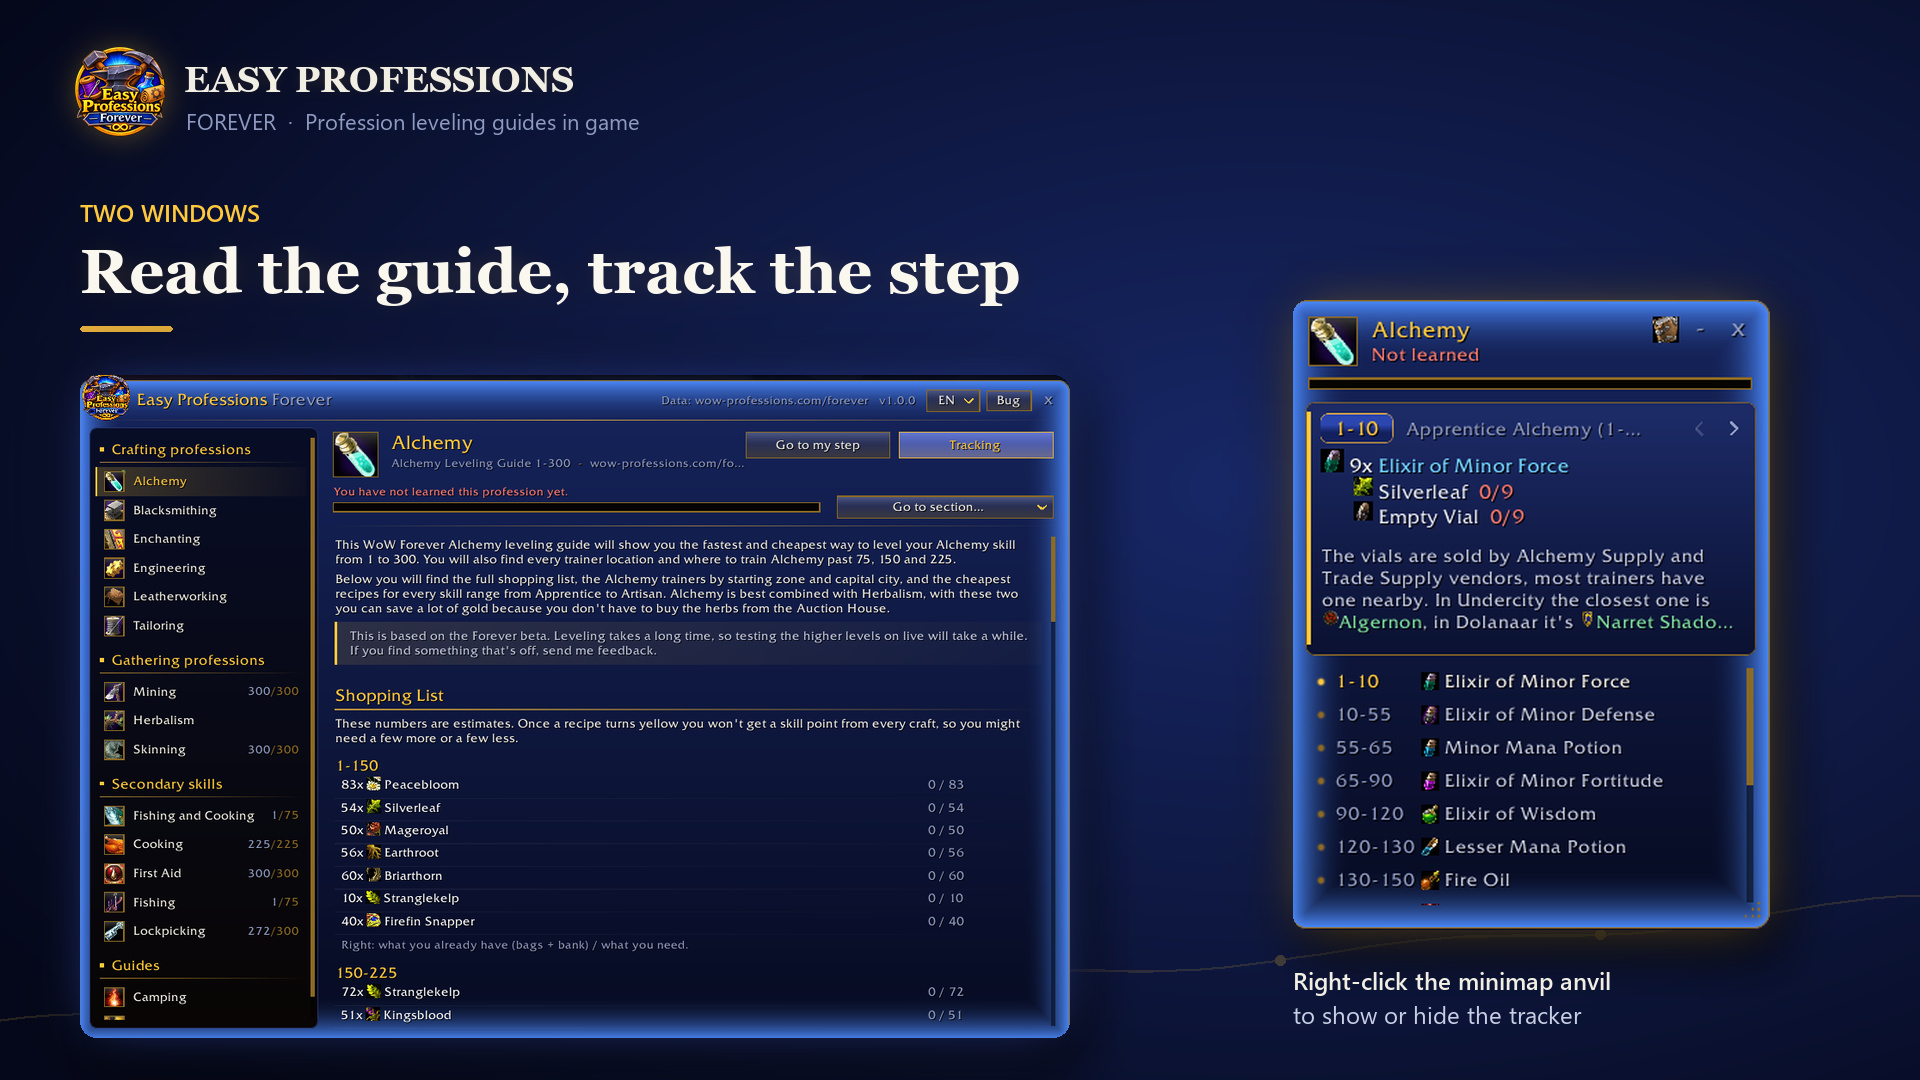 Easy
Professions
Forever
EASY PROFESSIONS
FOREVER · Profession leveling guides in game
TWO WINDOWS
Read the guide, track the step
Easy
Professions
Forever
Easy Professions Forever
Data: wow-professions.com/forever v1.0.0
EN
Bug
X
Crafting professions
Alchemy
Blacksmithing
Enchanting
Engineering
Leatherworking
Tailoring
Gathering professions
Mining 300/300
Herbalism
Skinning 300/300
Secondary skills
Fishing and Cooking 1/75
Cooking 225/225
First Aid 300/300
Fishing 1/75
Lockpicking 272/300
Guides
Camping
Alchemy
Alchemy Leveling Guide 1-300 - wow-professions.com/fo...
Go to my step
Tracking
You have not learned this profession yet.
Go to section...
This WoW Forever Alchemy leveling guide will show you the fastest and cheapest way to level your Alchemy skill
from 1 to 300. You will also find every trainer location and where to train Alchemy past 75, 150 and 225.
Below you will find the full shopping list, the Alchemy trainers by starting zone and capital city, and the cheapest
recipes for every skill range from Apprentice to Artisan. Alchemy is best combined with Herbalism, with these two
you can save a lot of gold because you don't have to buy the herbs from the Auction House.
This is based on the Forever beta. Leveling takes a long time, so testing the higher levels on live will take a while.
If you find something that's off, send me feedback.
Shopping List
These numbers are estimates. Once a recipe turns yellow you won't get a skill point from every craft, so you might
need a few more or a few less.
1-150
83x Peacebloom 0 / 83
54x Silverleaf 0 / 54
50x Mageroyal 0 / 50
56x Earthroot 0 / 56
60x Briarthorn 0 / 60
10x Stranglekelp 0 / 10
40x Firefin Snapper 0 / 40
Right: what you already have (bags + bank) / what you need.
150-225
72x Stranglekelp 0 / 72
51x Kingsblood 0 / 51
Alchemy
Not learned
- X
1-10 Apprentice Alchemy (1-...
9x Elixir of Minor Force
Silverleaf 0/9
Empty Vial 0/9
The vials are sold by Alchemy Supply and
Trade Supply vendors, most trainers have
one nearby. In Undercity the closest one is
Algernon, in Dolanaar it's Narret Shado...
1-10 Elixir of Minor Force
10-55 Elixir of Minor Defense
55-65 Minor Mana Potion
65-90 Elixir of Minor Fortitude
90-120 Elixir of Wisdom
120-130 Lesser Mana Potion
130-150 Fire Oil
Right-click the minimap anvil
to show or hide the tracker